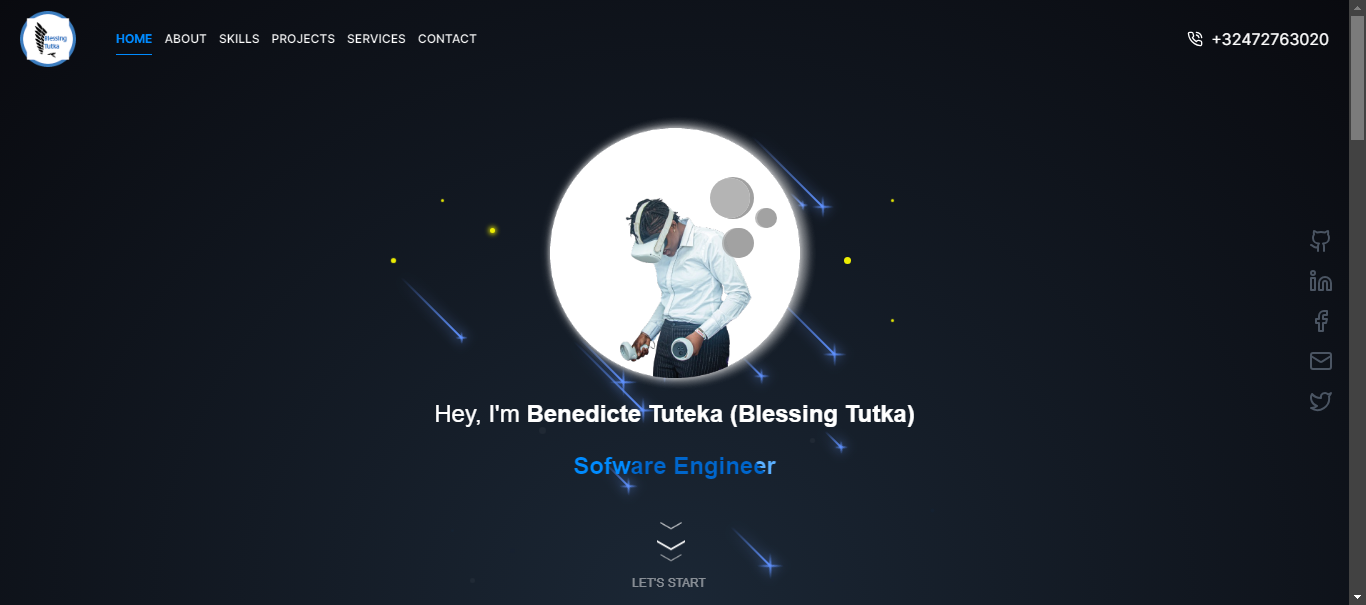 Blessing
Tutka
HOME ABOUT SKILLS PROJECTS SERVICES CONTACT
+32472763020
Hey, I'm Benedicte Tuteka (Blessing Tutka)
Sofware Engineer
LET'S START